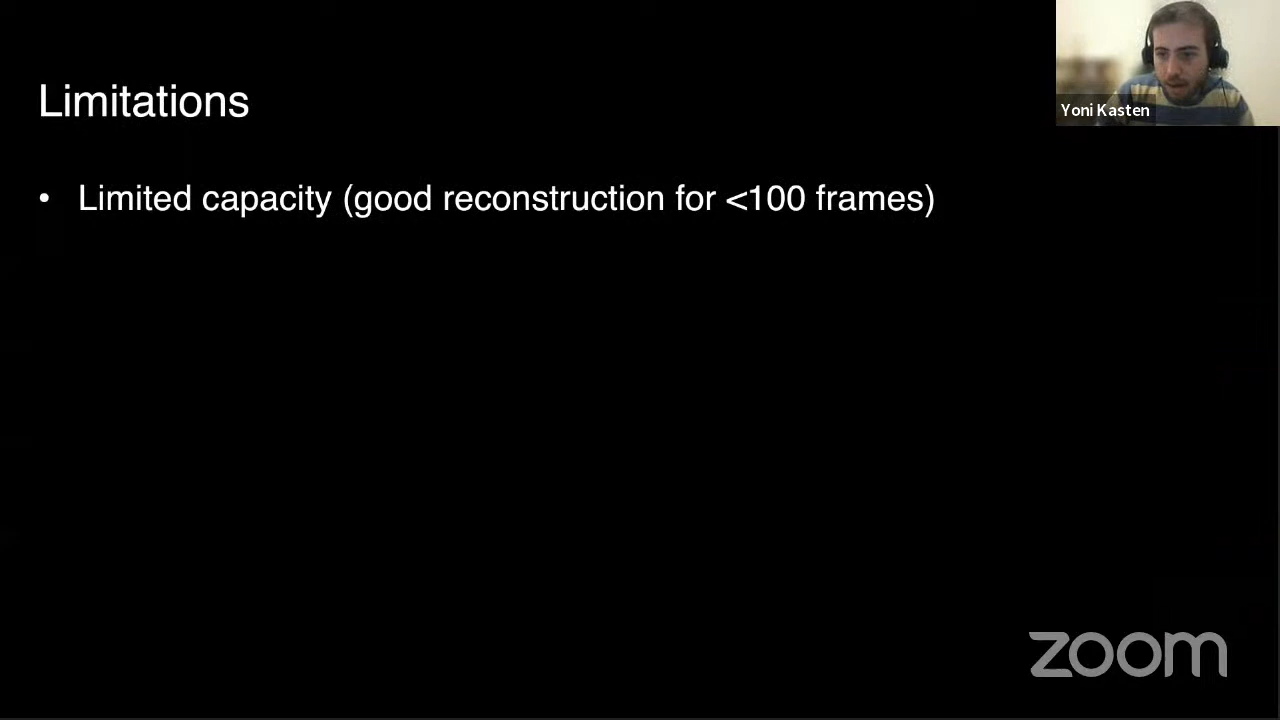 Limitations
Yoni Kasten
• Limited capacity (good reconstruction for <100 frames)
zoom